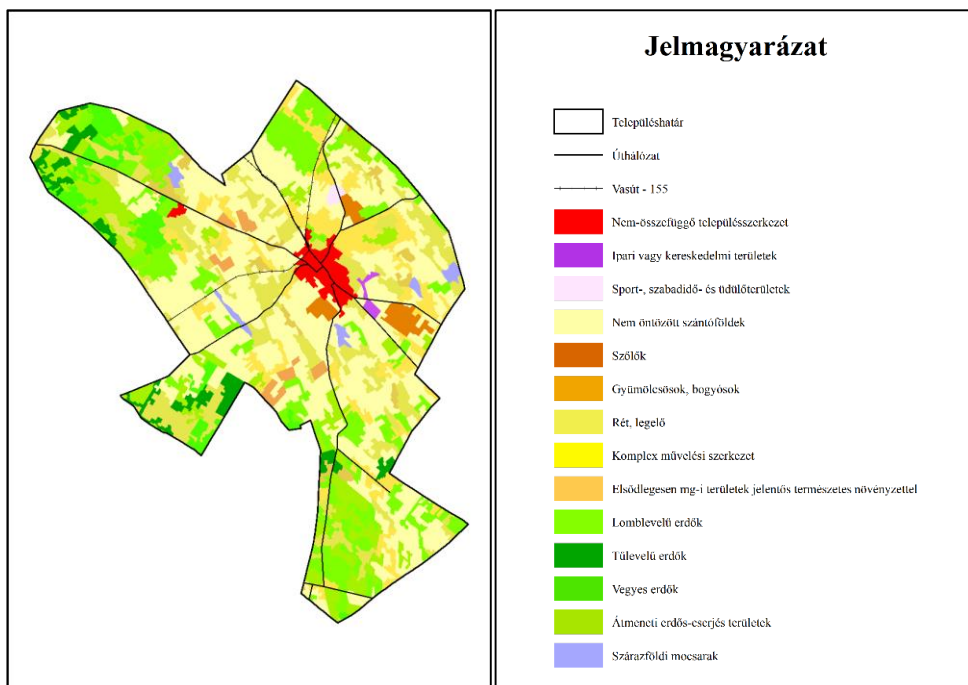 Jelmagyarázat
Településhatár
Úthálózat
Vasút - 155
Nem-összefüggő településszerkezet
Ipari vagy kereskedelmi területek
Sport-, szabadidő- és üdülőterületek
Nem öntözött szántóföldek
Szőlők
Gyümölcsösok, bogyósok
Rét, legelő
Komplex művelési szerkezet
Elsődlegesen mg-i területek jelentős természetes növényzettel
Lomblevelű erdők
Tűlevelű erdők
Vegyes erdők
Átmeneti erdős-cserjés területek
Szárazföldi mocsarak